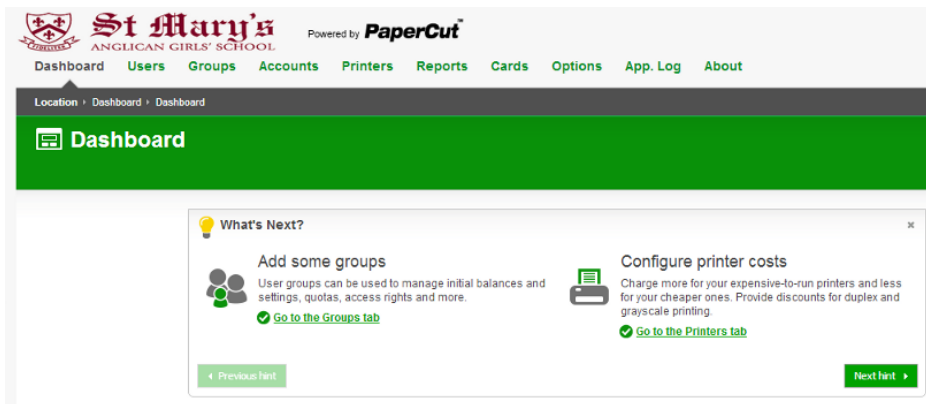 St Mary's
ANGLICAN GIRLS' SCHOOL
Powered by PaperCut
Dashboard Users Groups Accounts Printers Reports Cards Options App. Log About
Location › Dashboard › Dashboard
Dashboard
What's Next?
Add some groups
User groups can be used to manage initial balances and
settings, quotas, access rights and more.
Go to the Groups tab
Configure printer costs
Charge more for your expensive-to-run printers and less
for your cheaper ones. Provide discounts for duplex and
grayscale printing.
Go to the Printers tab
Previous hint
Next hint